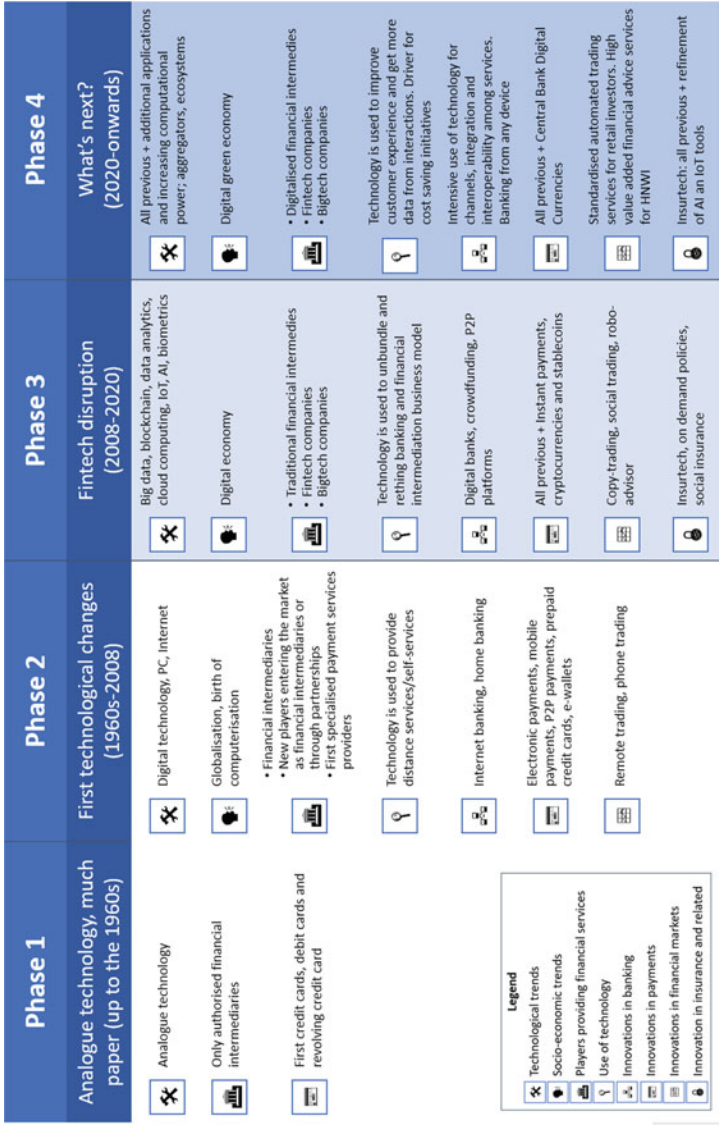 Phase 1
Analogue technology, much
paper (up to the 1960s)
Analogue technology
Only authorised financial
intermediaries
First credit cards, debit cards and
revolving credit card
Legend
Technological trends
Socio-economic trends
Players providing financial services
Use of technology
Innovations in banking
Innovations in payments
Innovations in financial markets
Innovation in insurance and related
Phase 2
First technological changes
(1960s-2008)
Digital technology, PC, Internet
Globalisation, birth of
computerisation
• Financial intermediaries
• New players entering the market
as financial intermediaries or
through partnerships
• First specialised payment services
providers
Technology is used to provide
distance services/self-services
Internet banking, home banking
Electronic payments, mobile
payments, P2P payments, prepaid
credit cards, e-wallets
Remote trading, phone trading
Phase 3
Fintech disruption
(2008-2020)
Big data, blockchain, data analytics,
cloud computing, IoT, AI, biometrics
Digital economy
• Traditional financial intermedies
• Fintech companies
• Bigtech companies
Technology is used to unbundle and
rething banking and financial
intermediation business model
Digital banks, crowdfunding, P2P
platforms
All previous + Instant payments,
cryptocurrencies and stablecoins
Copy-trading, social trading, robo-
advisor
Insurtech, on demand policies,
social insurance
Phase 4
What's next?
(2020-onwards)
All previous + additional applications
and increasing computational
power; aggregators, ecosystems
Digital green economy
• Digitalised financial intermedies
• Fintech companies
• Bigtech companies
Technology is used to improve
customer experience and get more
data from interactions. Driver for
cost saving initiatives
Intensive use of technology for
channels, integration and
interoperability among services.
Banking from any device
All previous + Central Bank Digital
Currencies
Standardised automated trading
services for retail investors. High
value added financial advice services
for HNWI
Insurtech: all previous + refinement
of AI an IoT tools